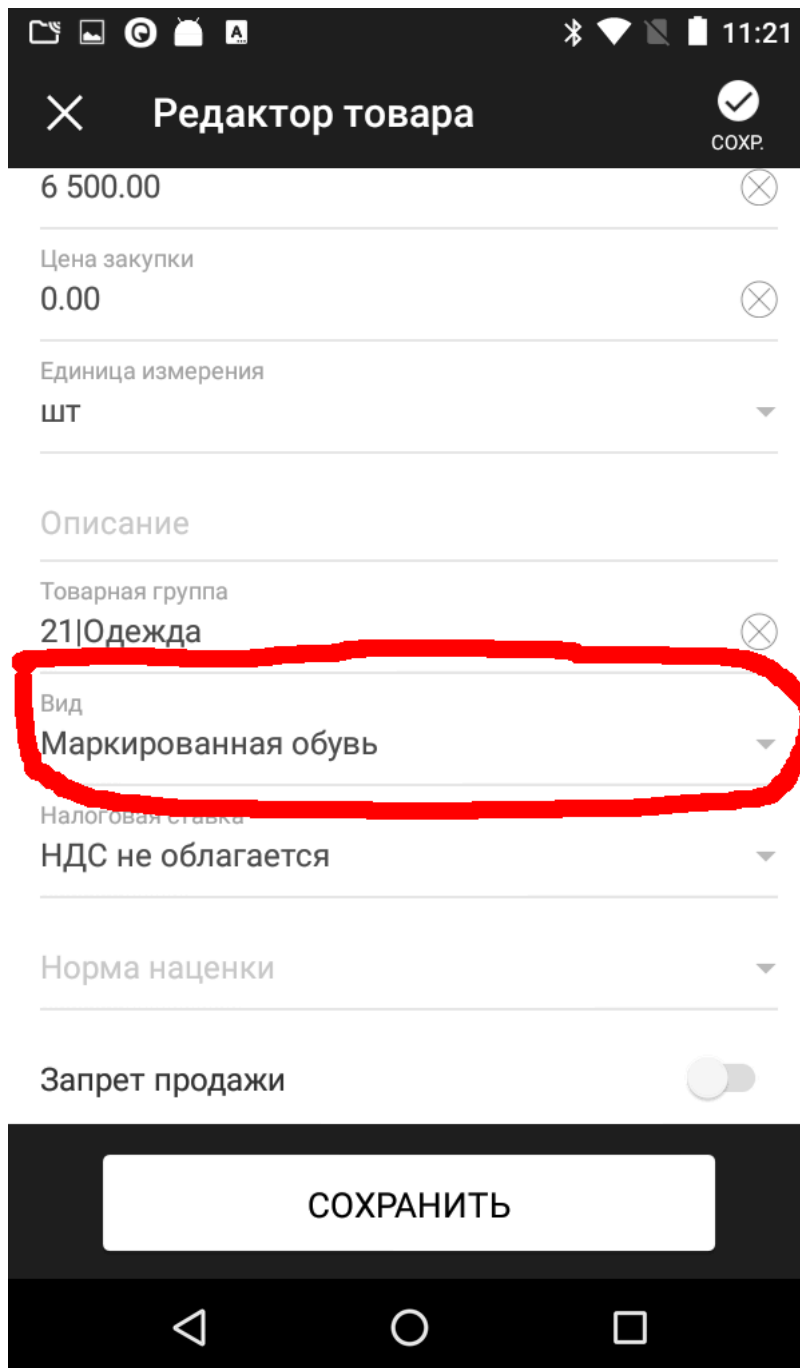 11:21
Редактор товара
СОХР.
6 500.00
Цена закупки
0.00
Единица измерения
шт
Описание
Товарная группа
21|Одежда
Вид
Маркированная обувь
Налоговая ставка
НДС не облагается
Норма наценки
Запрет продажи
СОХРАНИТЬ